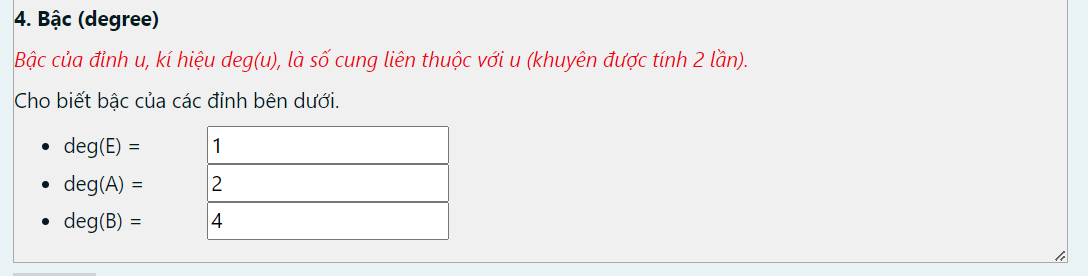 4. Bậc (degree)
Bậc của đỉnh u, kí hiệu deg(u), là số cung liên thuộc với u (khuyên được tính 2 lần).
Cho biết bậc của các đỉnh bên dưới.
• deg(E) = 1
• deg(A) = 2
• deg(B) = 4